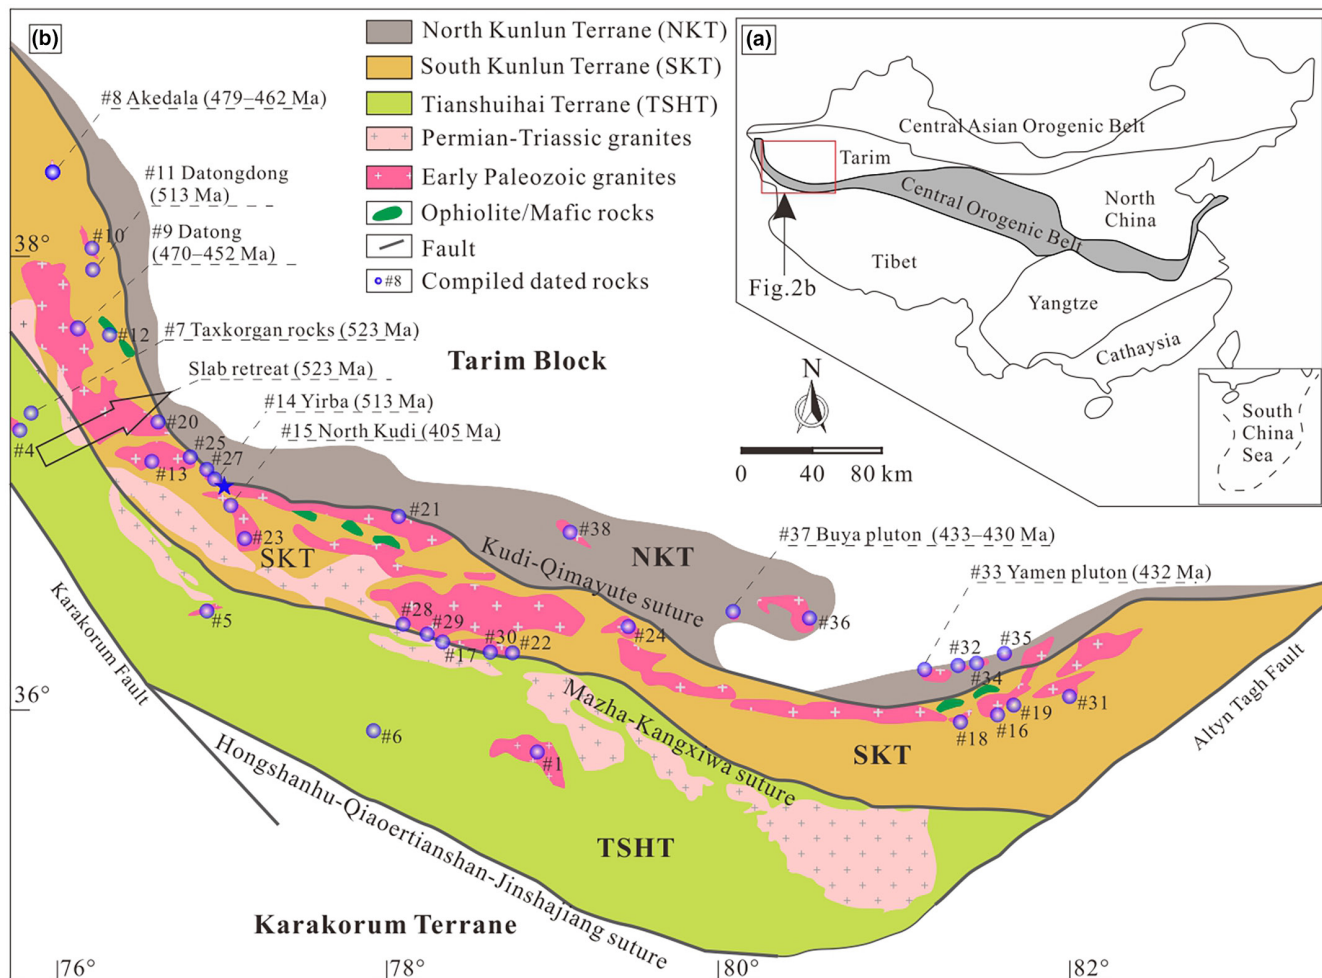 (b)
North Kunlun Terrane (NKT)
South Kunlun Terrane (SKT)
Tianshuihai Terrane (TSHT)
Permian-Triassic granites
Early Paleozoic granites
Ophiolite/Mafic rocks
Fault
#8
Compiled dated rocks
(a)
Central Asian Orogenic Belt
Tarim
Central Orogenic Belt
North
China
Tibet
Fig.2b
Yangtze
Cathaysia
South
China
Sea
N
0 40 80 km
#8 Akedala (479–462 Ma)
#11 Datongdong
(513 Ma)
#9 Datong
(470–452 Ma)
#10
38°
#12
#7 Taxkorgan rocks (523 Ma)
Slab retreat (523 Ma)
#14 Yirba (513 Ma)
#15 North Kudi (405 Ma)
Tarim Block
#4
#20
#25
#27
#13
#23
#21
#38
SKT
NKT
Kudi-Qimayute suture
#37 Buya pluton (433–430 Ma)
#33 Yamen pluton (432 Ma)
#5
#28
#29
#17
#30
#22
#24
#36
#32
#35
#34
#31
#19
#16
#18
36°
Karakorum Fault
#6
#1
Mazha-Kangxiwa suture
SKT
Altyn Tagh Fault
TSHT
Hongshanhu-Qiaoertianshan-Jinshajiang suture
Karakorum Terrane
76°
78°
80°
82°